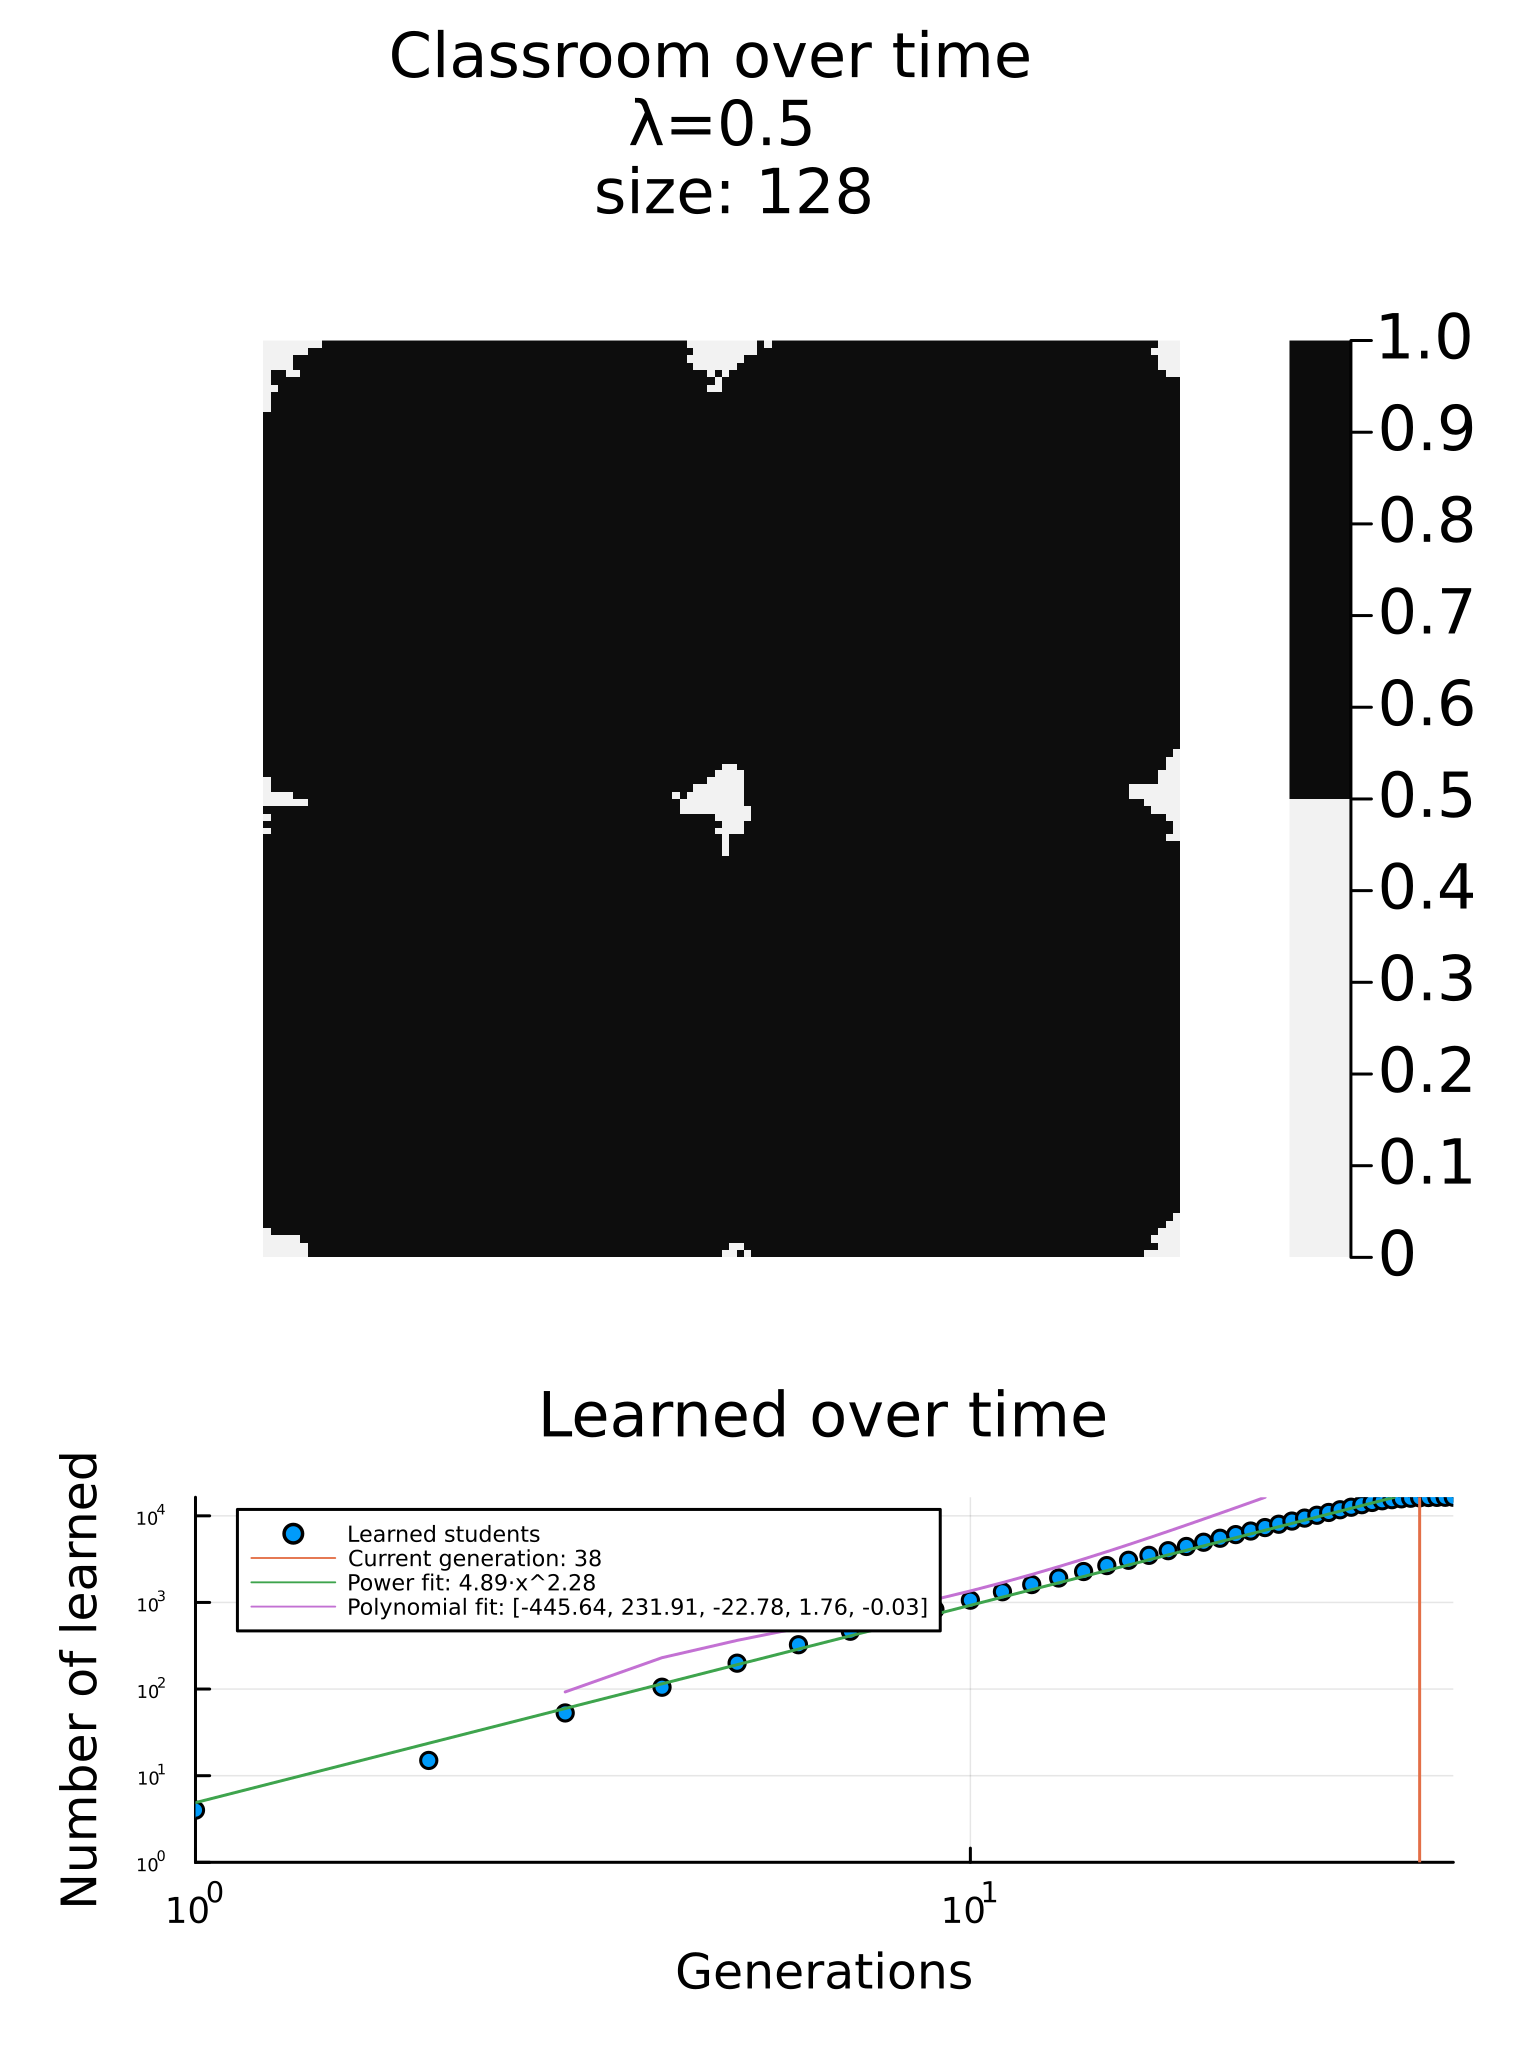 Classroom over time
λ=0.5
size: 128
1.0
0.9
0.8
0.7
0.6
0.5
0.4
0.3
0.2
0.1
0
Learned over time
Number of learned
10^4
10^3
10^2
10^1
10^0
Learned students
Current generation: 38
Power fit: 4.89·x^2.28
Polynomial fit: [-445.64, 231.91, -22.78, 1.76, -0.03]
10^0
10^1
Generations